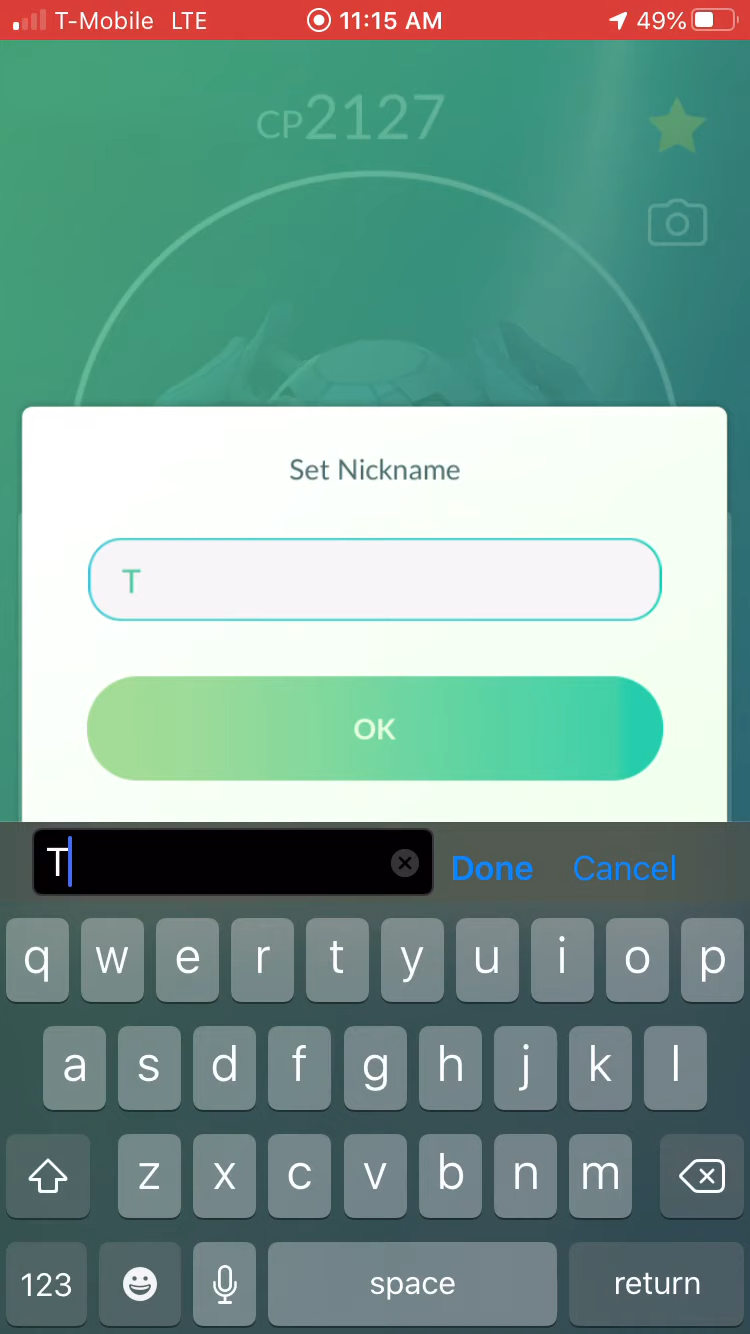 T-Mobile LTE 11:15 AM 49%
CP2127
Set Nickname
T
OK
T Done Cancel
q w e r t y u i o p
a s d f g h j k l
z x c v b n m
123 space return